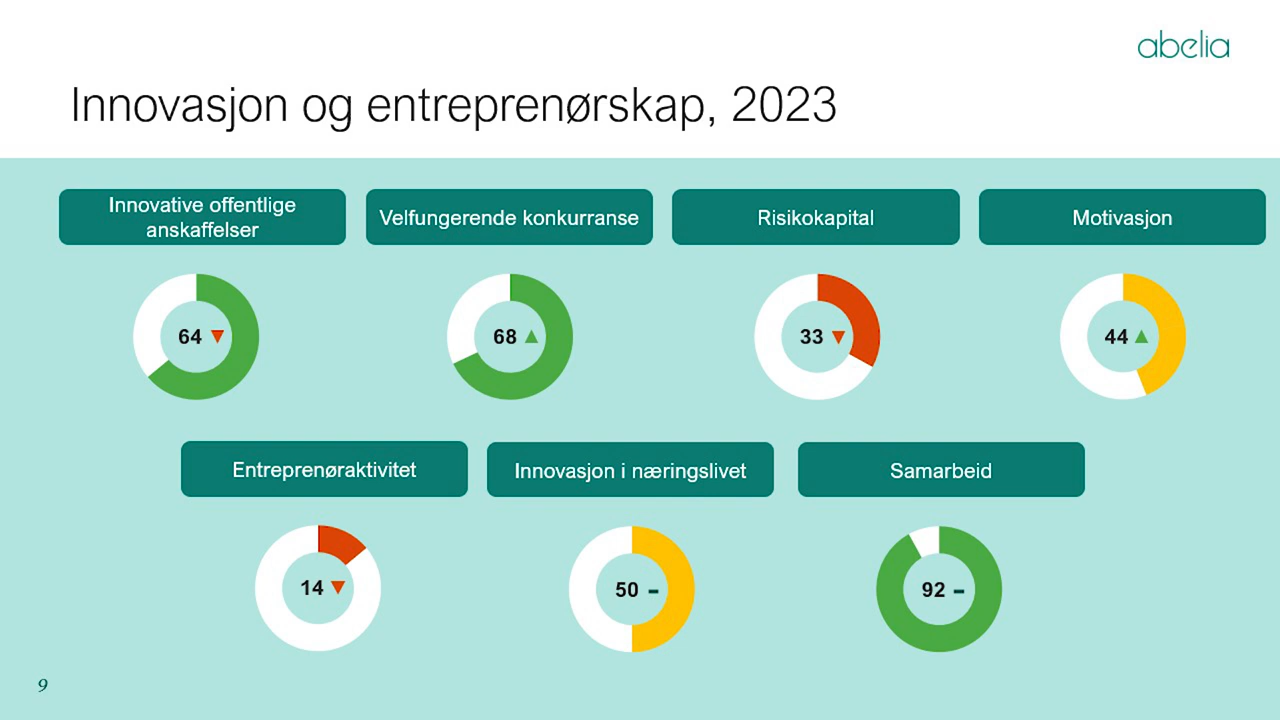 abelia
Innovasjon og entreprenørskap, 2023
Innovative offentlige
anskaffelser
Velfungerende konkurranse
Risikokapital
Motivasjon
64
68
33
44
Entreprenøraktivitet
Innovasjon i næringslivet
Samarbeid
14
50
92
9